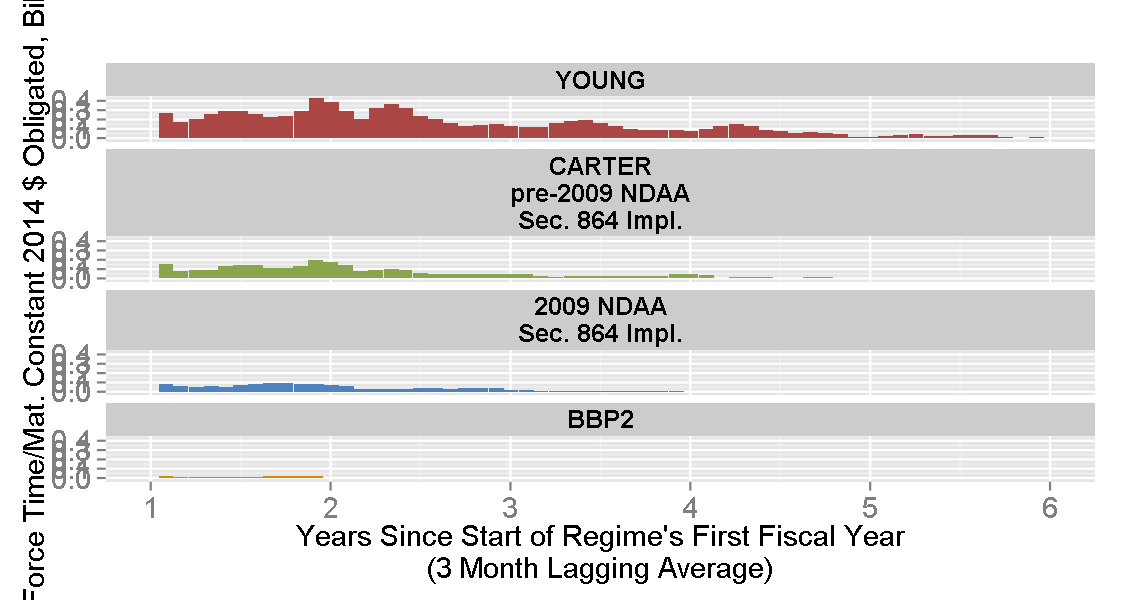 Force Time/Mat. Constant 2014 $ Obligated,
YOUNG
0.4
0.0
CARTER
pre-2009 NDAA
Sec. 864 Impl.
0.4
0.0
2009 NDAA
Sec. 864 Impl.
0.4
0.0
BBP2
0.4
0.0
1 2 3 4 5 6
Years Since Start of Regime's First Fiscal Year
(3 Month Lagging Average)